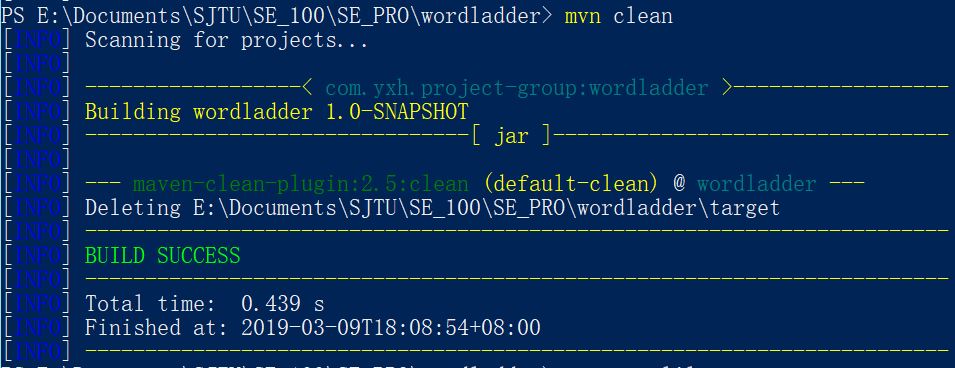 PS E:\Documents\SJTU\SE_100\SE_PRO\wordladder> mvn clean
[INFO] Scanning for projects...
[INFO]
[INFO] ------------------< com.yxh.project-group:wordladder >------------------
[INFO] Building wordladder 1.0-SNAPSHOT
[INFO] --------------------------------[ jar ]---------------------------------
[INFO]
[INFO] --- maven-clean-plugin:2.5:clean (default-clean) @ wordladder ---
[INFO] Deleting E:\Documents\SJTU\SE_100\SE_PRO\wordladder\target
[INFO] ------------------------------------------------------------------------
[INFO] BUILD SUCCESS
[INFO] ------------------------------------------------------------------------
[INFO] Total time:  0.439 s
[INFO] Finished at: 2019-03-09T18:08:54+08:00
[INFO] ------------------------------------------------------------------------